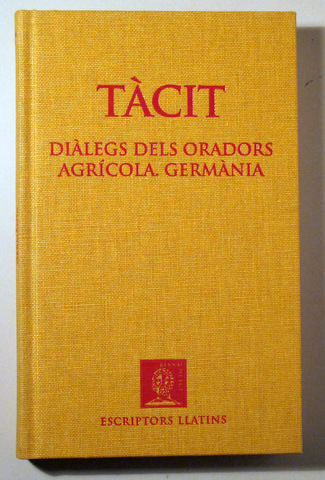 TÀCIT
DIÀLEGS DELS ORADORS
AGRÍCOLA. GERMÀNIA
ESCRIPTORS LLATINS